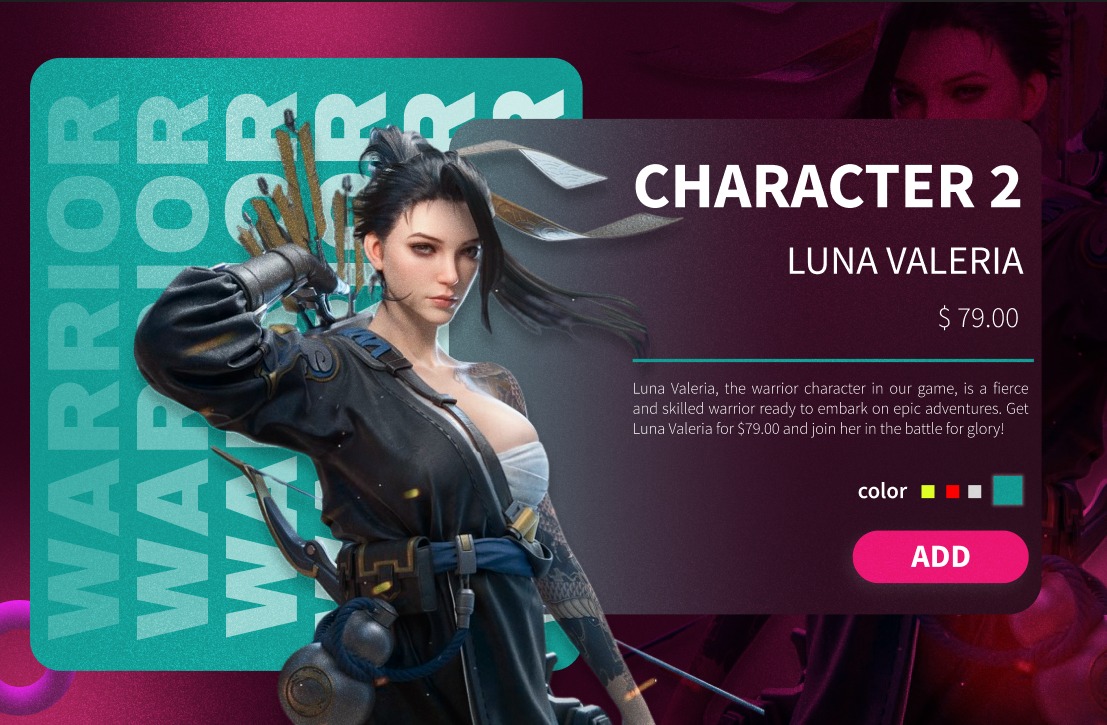 WARRIOR
WARRIOR
WARRIOR
CHARACTER 2
LUNA VALERIA
$ 79.00
Luna Valeria, the warrior character in our game, is a fierce
and skilled warrior ready to embark on epic adventures. Get
Luna Valeria for $79.00 and join her in the battle for glory!
color
ADD